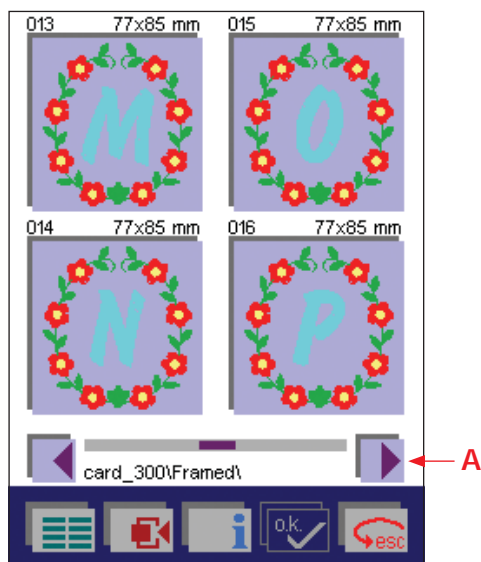 013 77x85 mm 015 77x85 mm
M O
014 77x85 mm 016 77x85 mm
N P
A
card_300\Framed\
i o.k. esc